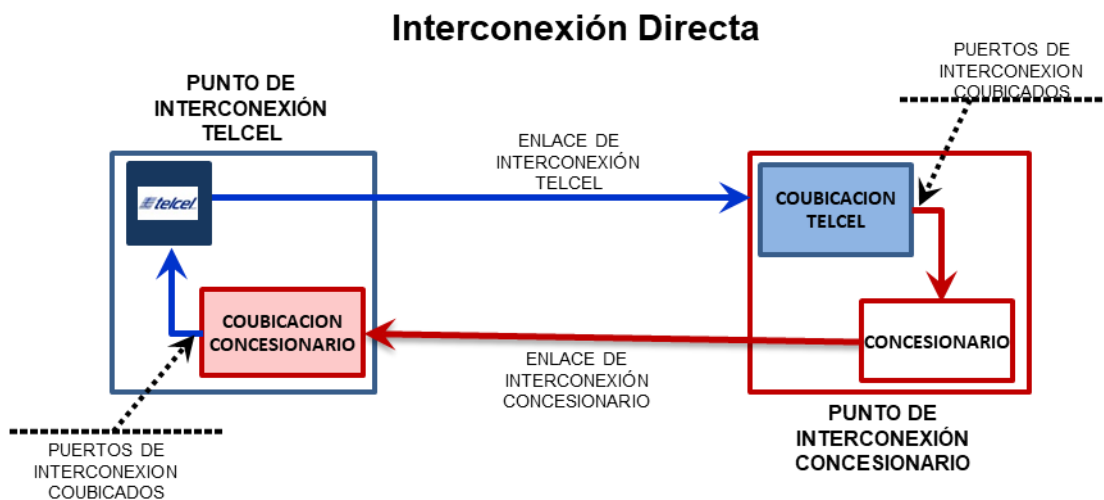 Interconexión Directa
PUNTO DE
INTERCONEXIÓN
TELCEL
PUERTOS DE
INTERCONEXION
COUBICADOS
ENLACE DE
INTERCONEXIÓN
TELCEL
telcel
COUBICACION
TELCEL
COUBICACION
CONCESIONARIO
CONCESIONARIO
ENLACE DE
INTERCONEXIÓN
CONCESIONARIO
PUNTO DE
INTERCONEXIÓN
CONCESIONARIO
PUERTOS DE
INTERCONEXION
COUBICADOS